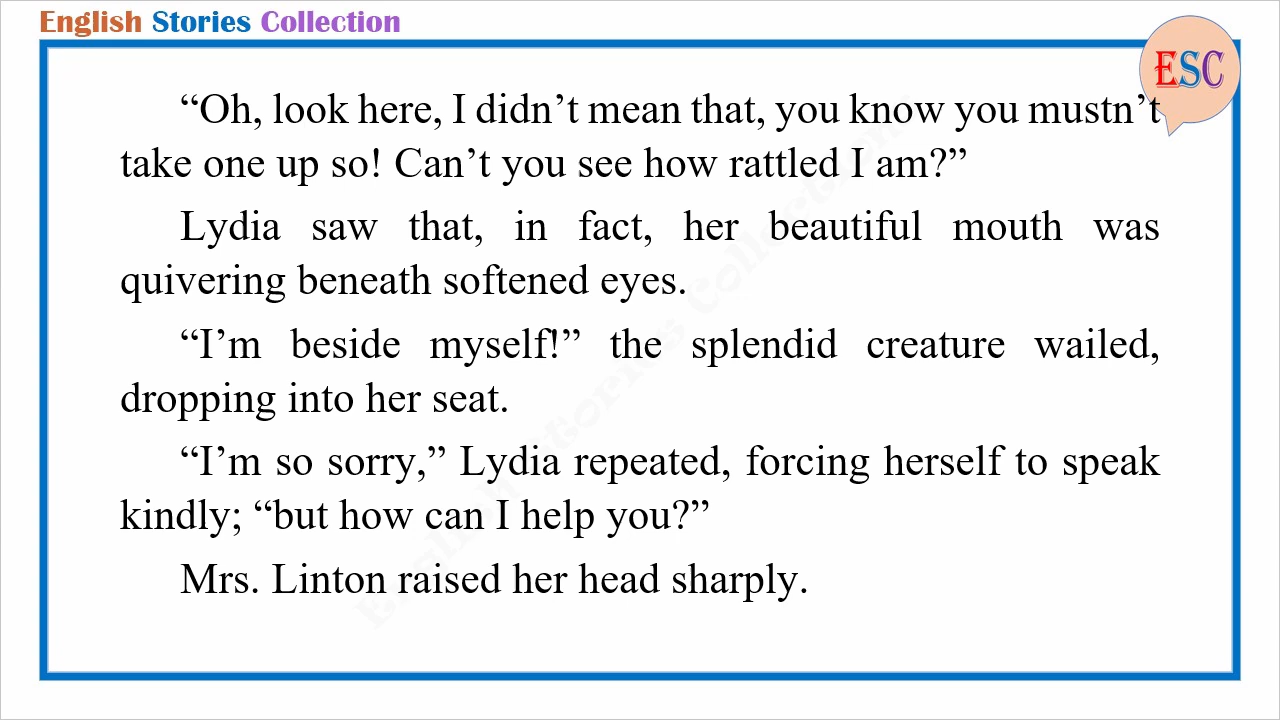 English Stories Collection
ESC
“Oh, look here, I didn’t mean that, you know you mustn’t
take one up so! Can’t you see how rattled I am?”
Lydia saw that, in fact, her beautiful mouth was
quivering beneath softened eyes.
“I’m beside myself!” the splendid creature wailed,
dropping into her seat.
“I’m so sorry,” Lydia repeated, forcing herself to speak
kindly; “but how can I help you?”
Mrs. Linton raised her head sharply.
English Stories Collection